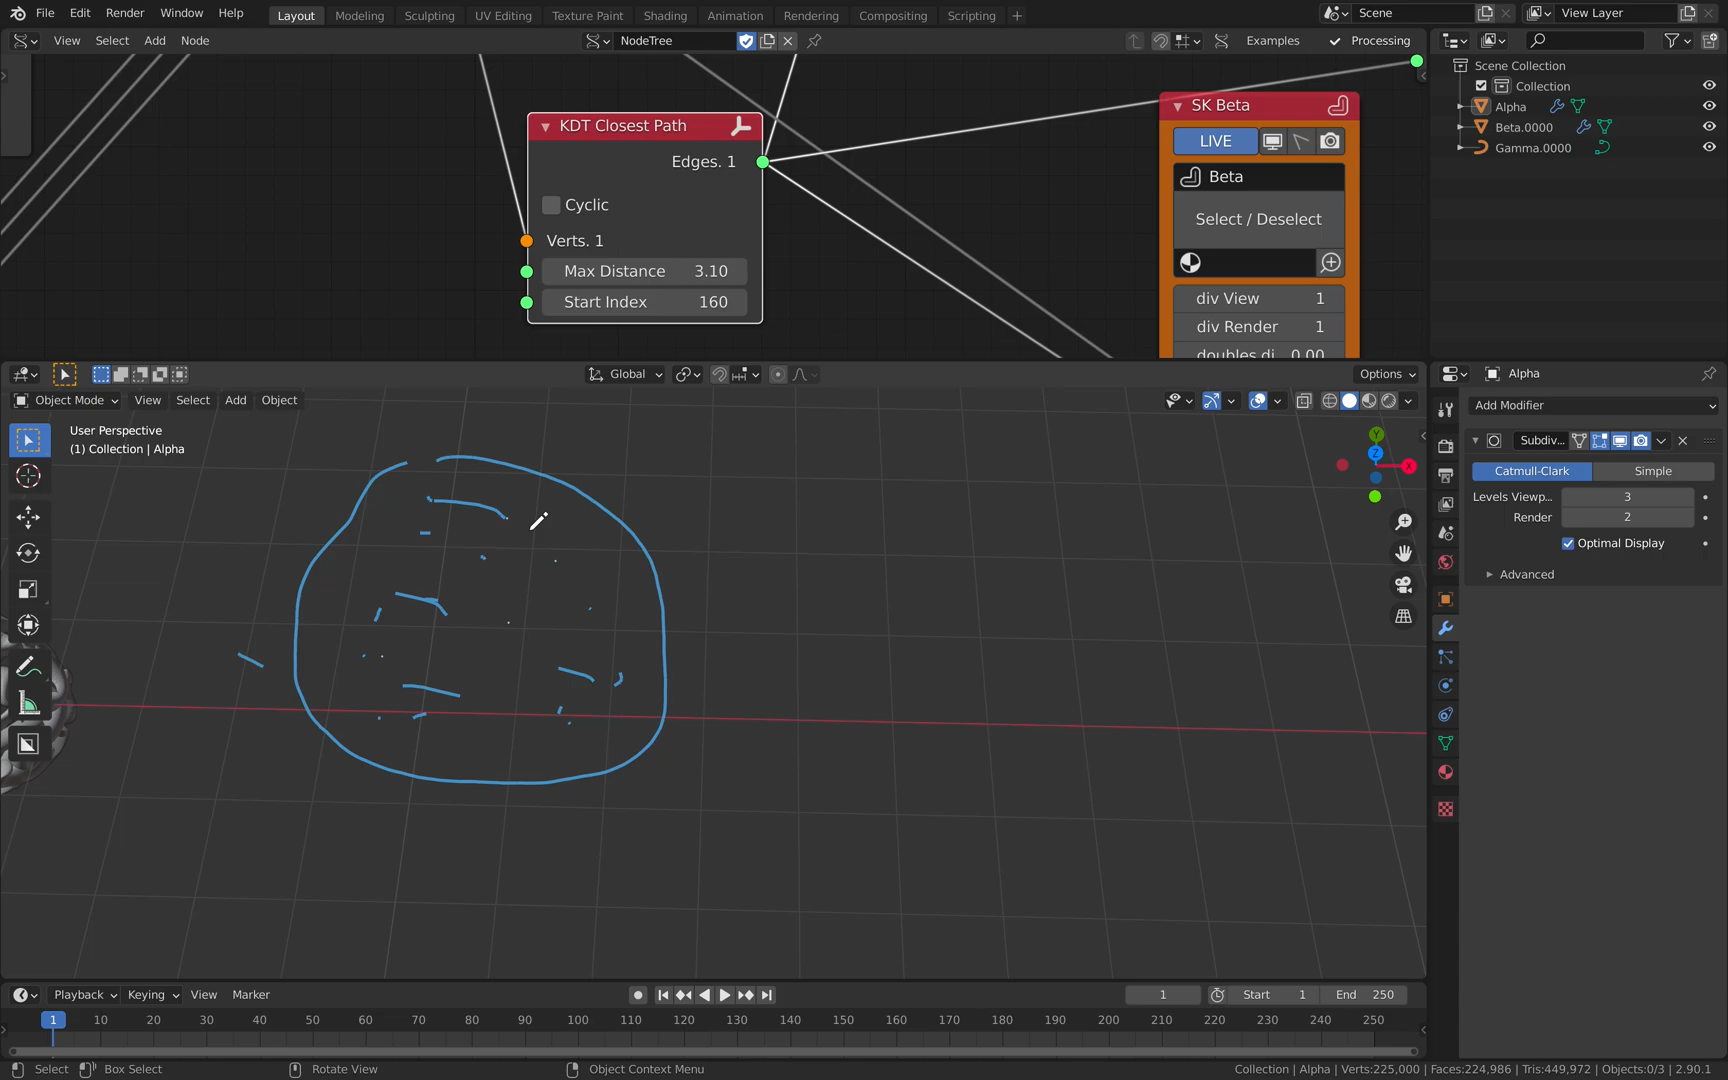 File Edit Render Window Help Layout Modeling Sculpting UV Editing Texture Paint Shading Animation Rendering Compositing Scripting + Scene View Layer
View Select Add Node NodeTree Examples Processing
Scene Collection
Collection
Alpha
Beta.0000
Gamma.0000
KDT Closest Path
Edges. 1
Cyclic
Verts. 1
Max Distance 3.10
Start Index 160
SK Beta
LIVE
Beta
Select / Deselect
div View 1
div Render 1
doubles di 0.00
Global Options
Object Mode View Select Add Object
User Perspective
(1) Collection | Alpha
Y
Z
X
Alpha
Add Modifier
Subdiv...
Catmull-Clark Simple
Levels Viewp... 3
Render 2
Optimal Display
Advanced
Playback Keying View Marker 1 Start 1 End 250
1 10 20 30 40 50 60 70 80 90 100 110 120 130 140 150 160 170 180 190 200 210 220 230 240 250
Select Box Select Rotate View Object Context Menu Collection | Alpha | Verts:225,000 | Faces:224,986 | Tris:449,972 | Objects:0/3 | 2.90.1